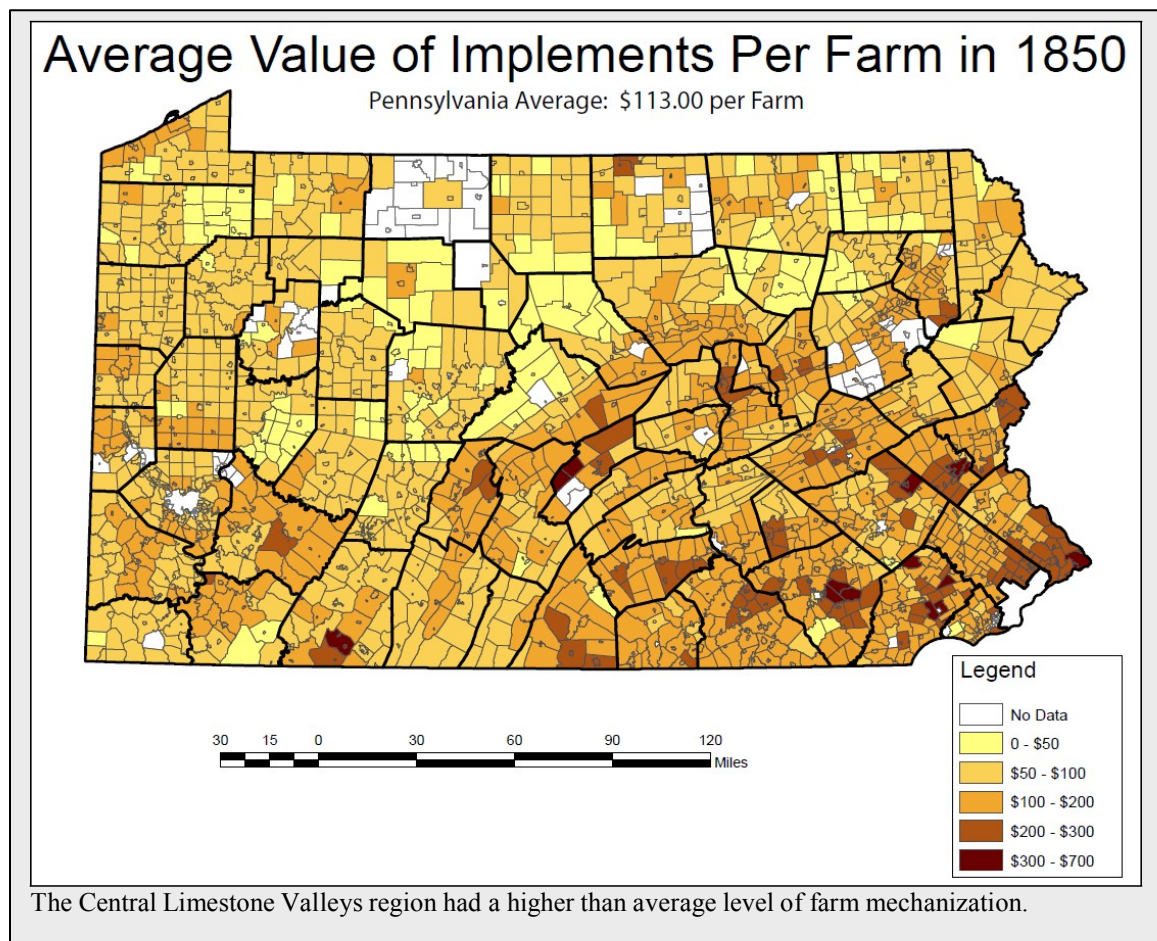 Average Value of Implements Per Farm in 1850
Pennsylvania Average: $113.00 per Farm
30 15 0 30 60 90 120
Miles
Legend
No Data
0 - $50
$50 - $100
$100 - $200
$200 - $300
$300 - $700
The Central Limestone Valleys region had a higher than average level of farm mechanization.